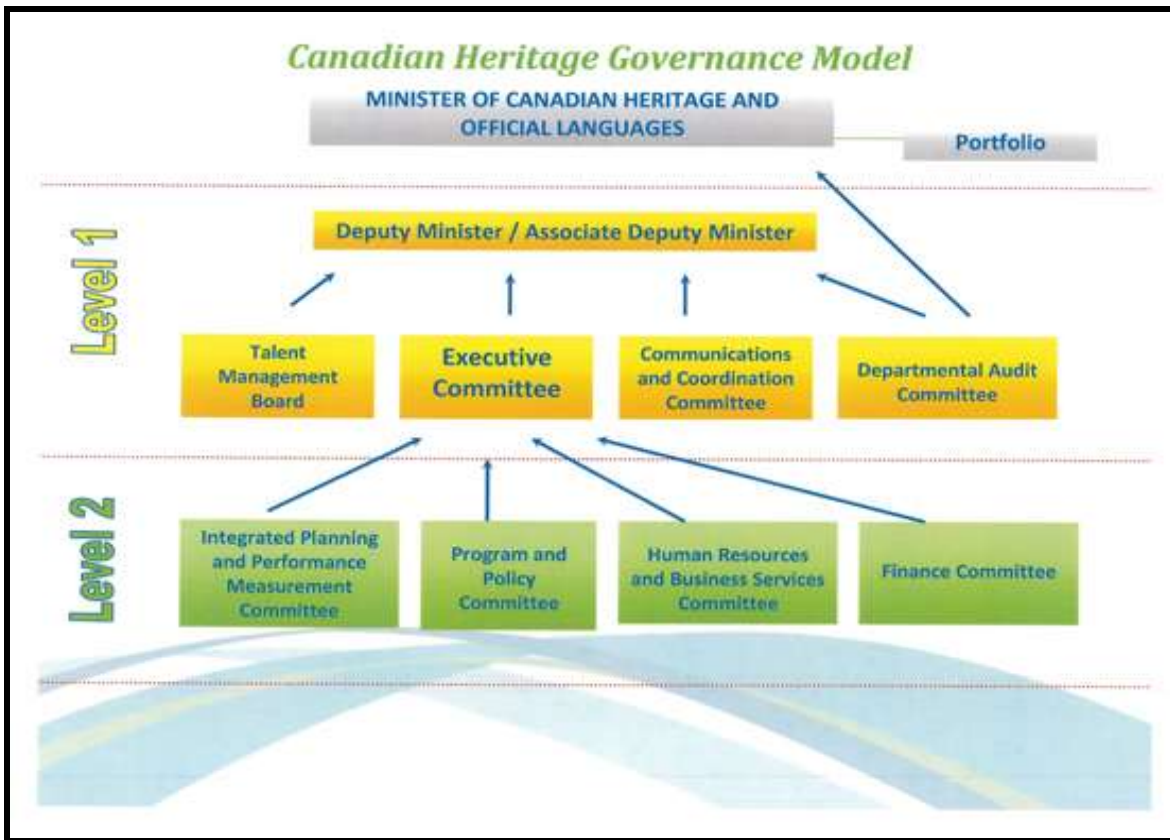 Canadian Heritage Governance Model
MINISTER OF CANADIAN HERITAGE AND
OFFICIAL LANGUAGES
Portfolio
Level 1
Deputy Minister / Associate Deputy Minister
Talent
Management
Board
Executive
Committee
Communications
and Coordination
Committee
Departmental Audit
Committee
Level 2
Integrated Planning
and Performance
Measurement
Committee
Program and
Policy
Committee
Human Resources
and Business Services
Committee
Finance Committee